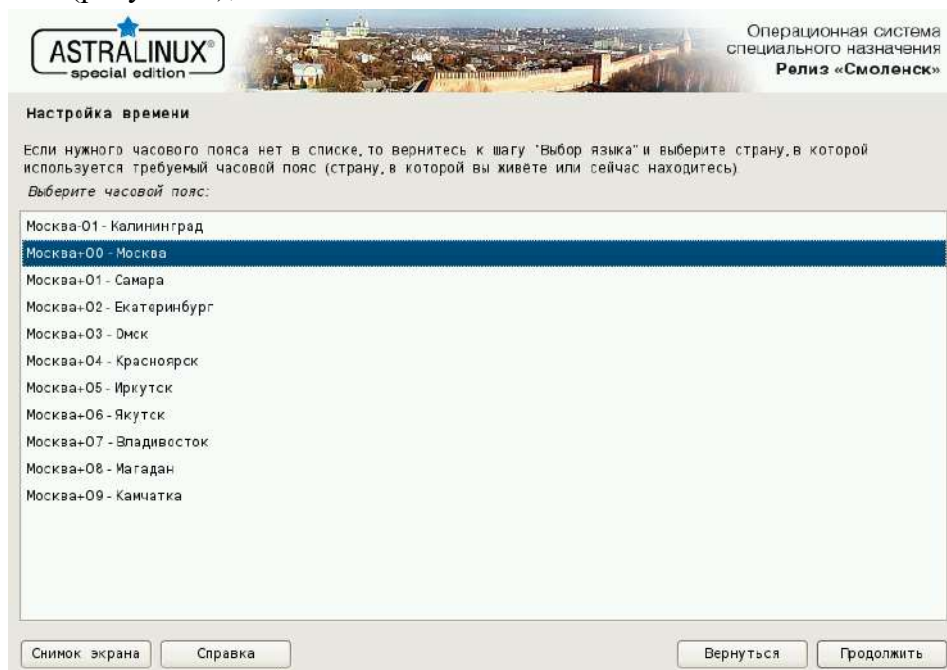 ASTRALINUX®
special edition
Операционная система
специального назначения
Релиз «Смоленск»
Настройка времени
Если нужного часового пояса нет в списке, то вернитесь к шагу "Выбор языка" и выберите страну, в которой
используется требуемый часовой пояс (страну, в которой вы живёте или сейчас находитесь).
Выберите часовой пояс:
Москва-01 - Калининград
Москва+00 - Москва
Москва+01 - Самара
Москва+02 - Екатеринбург
Москва+03 - Омск
Москва+04 - Красноярск
Москва+05 - Иркутск
Москва+06 - Якутск
Москва+07 - Владивосток
Москва+08 - Магадан
Москва+09 - Камчатка
Снимок экрана
Справка
Вернуться
Продолжить